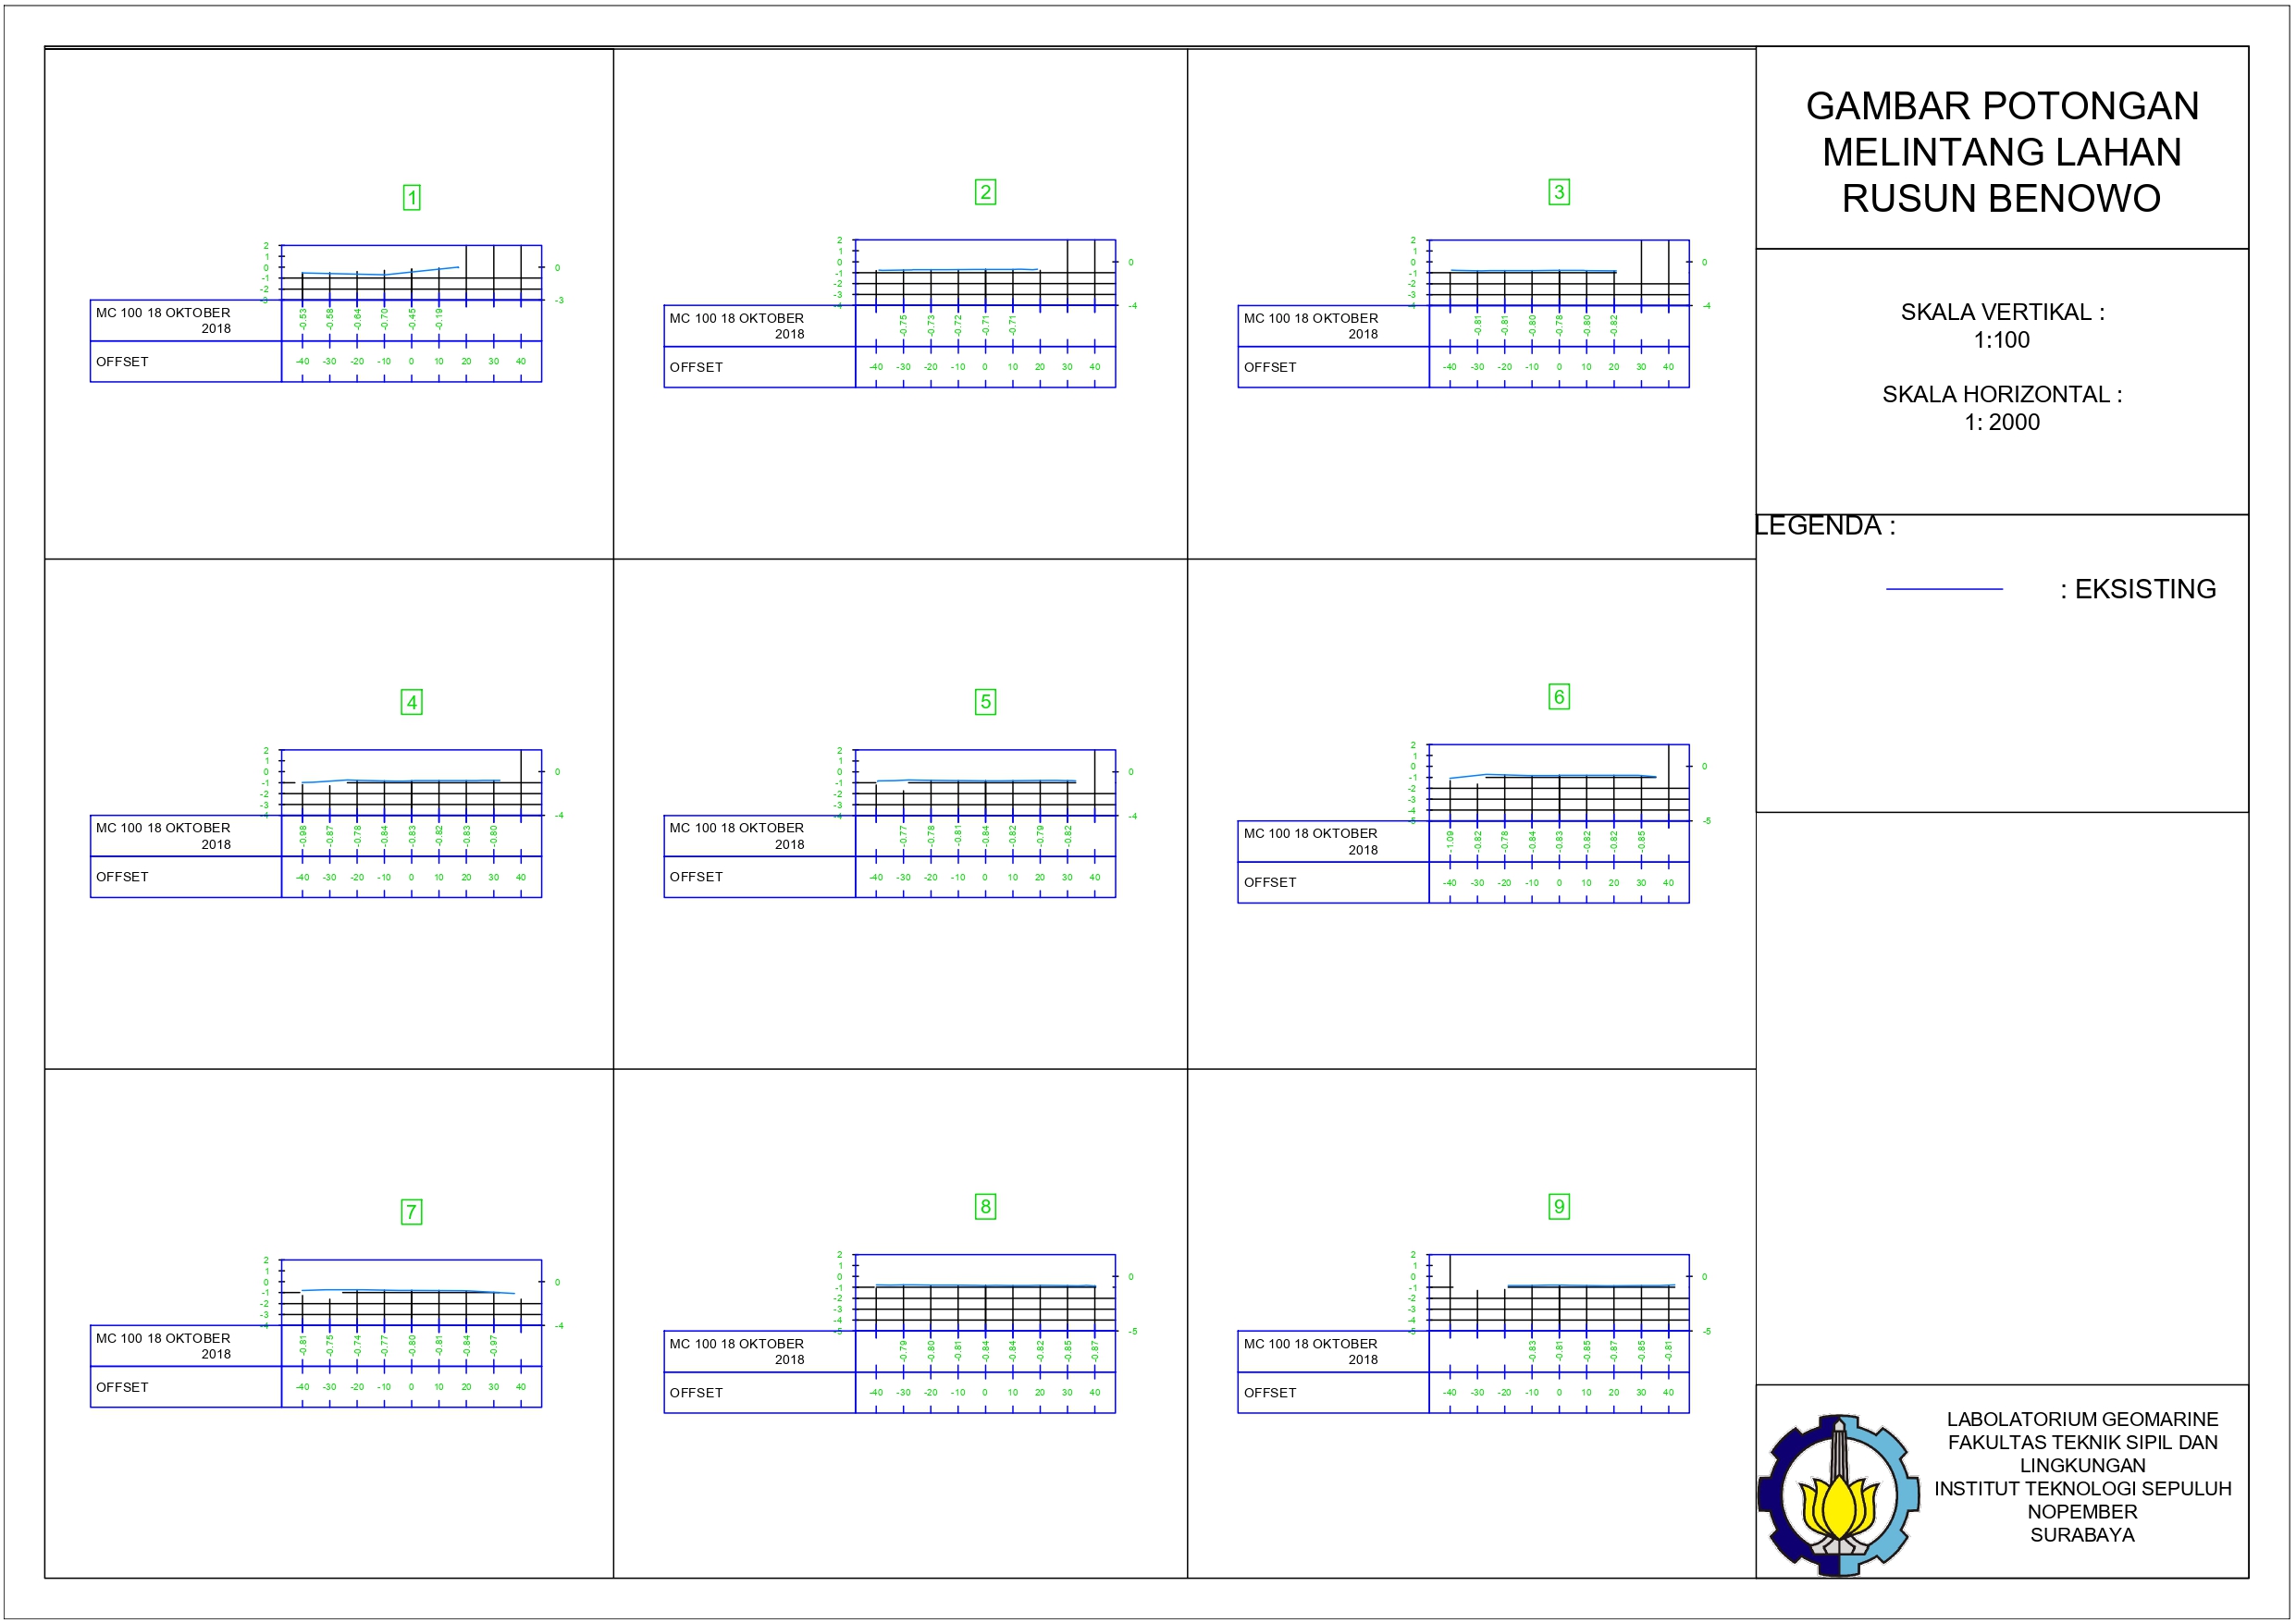 GAMBAR POTONGAN
MELINTANG LAHAN
RUSUN BENOWO
SKALA VERTIKAL :
1:100
SKALA HORIZONTAL :
1: 2000
LEGENDA :
: EKSISTING
1
2
1
0
-1
-2
-3
0
-3
MC 100 18 OKTOBER
2018
-0.53 -0.58 -0.64 -0.70 -0.45 -0.19
OFFSET
-40 -30 -20 -10 0 10 20 30 40
2
2
1
0
-1
-2
-3
-4
0
-4
MC 100 18 OKTOBER
2018
-0.75 -0.73 -0.72 -0.71 -0.71
OFFSET
-40 -30 -20 -10 0 10 20 30 40
3
2
1
0
-1
-2
-3
-4
0
-4
MC 100 18 OKTOBER
2018
-0.81 -0.81 -0.80 -0.78 -0.80 -0.82
OFFSET
-40 -30 -20 -10 0 10 20 30 40
4
2
1
0
-1
-2
-3
-4
0
-4
MC 100 18 OKTOBER
2018
-0.98 -0.87 -0.78 -0.84 -0.83 -0.82 -0.83 -0.80
OFFSET
-40 -30 -20 -10 0 10 20 30 40
5
2
1
0
-1
-2
-3
-4
0
-4
MC 100 18 OKTOBER
2018
-0.77 -0.78 -0.81 -0.84 -0.82 -0.79 -0.82
OFFSET
-40 -30 -20 -10 0 10 20 30 40
6
2
1
0
-1
-2
-3
-4
-5
0
-5
MC 100 18 OKTOBER
2018
-1.09 -0.82 -0.78 -0.84 -0.83 -0.82 -0.82 -0.85
OFFSET
-40 -30 -20 -10 0 10 20 30 40
7
2
1
0
-1
-2
-3
-4
0
-4
MC 100 18 OKTOBER
2018
-0.81 -0.75 -0.74 -0.77 -0.80 -0.81 -0.84 -0.97
OFFSET
-40 -30 -20 -10 0 10 20 30 40
8
2
1
0
-1
-2
-3
-4
-5
0
-5
MC 100 18 OKTOBER
2018
-0.79 -0.80 -0.81 -0.84 -0.84 -0.82 -0.85 -0.87
OFFSET
-40 -30 -20 -10 0 10 20 30 40
9
2
1
0
-1
-2
-3
-4
-5
0
-5
MC 100 18 OKTOBER
2018
-0.83 -0.81 -0.85 -0.87 -0.85 -0.81
OFFSET
-40 -30 -20 -10 0 10 20 30 40
LABOLATORIUM GEOMARINE
FAKULTAS TEKNIK SIPIL DAN
LINGKUNGAN
INSTITUT TEKNOLOGI SEPULUH
NOPEMBER
SURABAYA